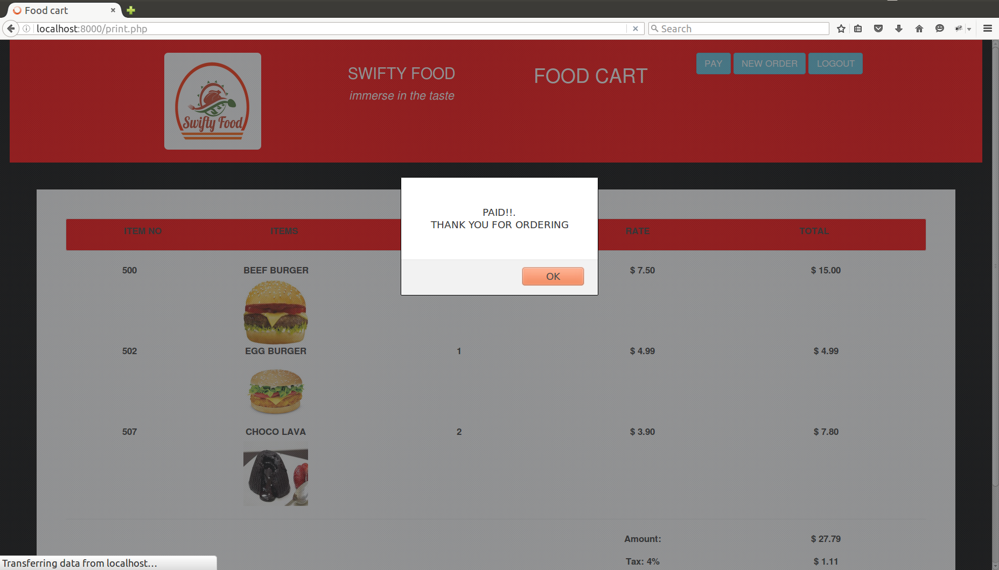 Food cart
localhost:8000/print.php
Search
Swifty Food
SWIFTY FOOD
immerse in the taste
FOOD CART
PAY NEW ORDER LOGOUT
PAID!!.
THANK YOU FOR ORDERING
OK
ITEM NO ITEMS RATE TOTAL
500 BEEF BURGER $ 7.50 $ 15.00
502 EGG BURGER 1 $ 4.99 $ 4.99
507 CHOCO LAVA 2 $ 3.90 $ 7.80
Amount: $ 27.79
Tax: 4% $ 1.11
Transferring data from localhost...